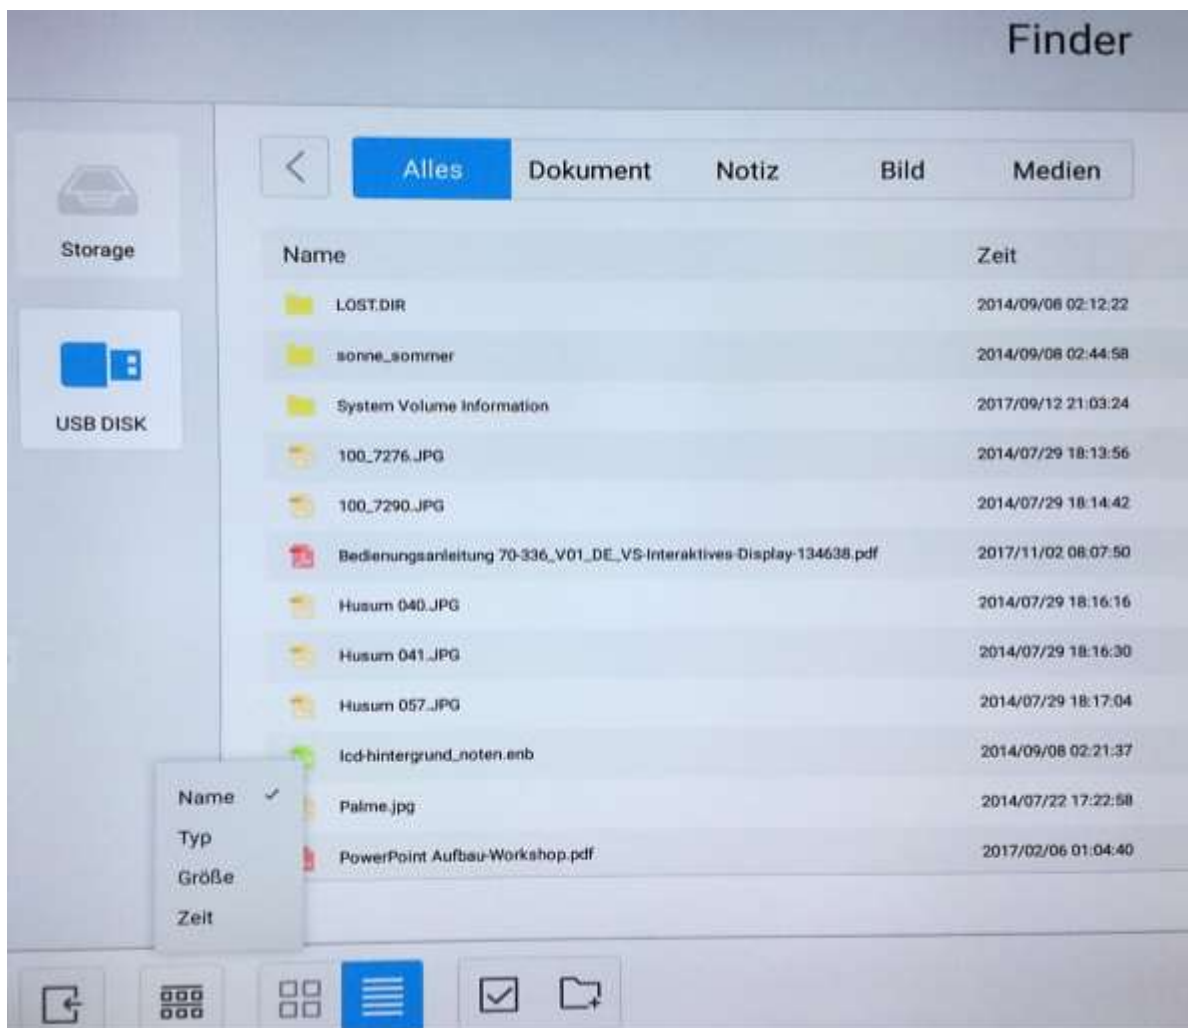 Finder
Alles Dokument Notiz Bild Medien
Storage
USB DISK
Name Zeit
LOST.DIR 2014/09/08 02:12:22
sonne_sommer 2014/09/08 02:44:58
System Volume Information 2017/09/12 21:03:24
100_7276.JPG 2014/07/29 18:13:56
100_7290.JPG 2014/07/29 18:14:42
Bedienungsanleitung 70-336_V01_DE_VS-Interaktives-Display-134638.pdf 2017/11/02 08:07:50
Husum 040.JPG 2014/07/29 18:16:16
Husum 041.JPG 2014/07/29 18:16:30
Husum 057.JPG 2014/07/29 18:17:04
lcd-hintergrund_noten.enb 2014/09/08 02:21:37
Palme.jpg 2014/07/22 17:22:58
PowerPoint Aufbau-Workshop.pdf 2017/02/06 01:04:40
Name
Typ
Größe
Zeit